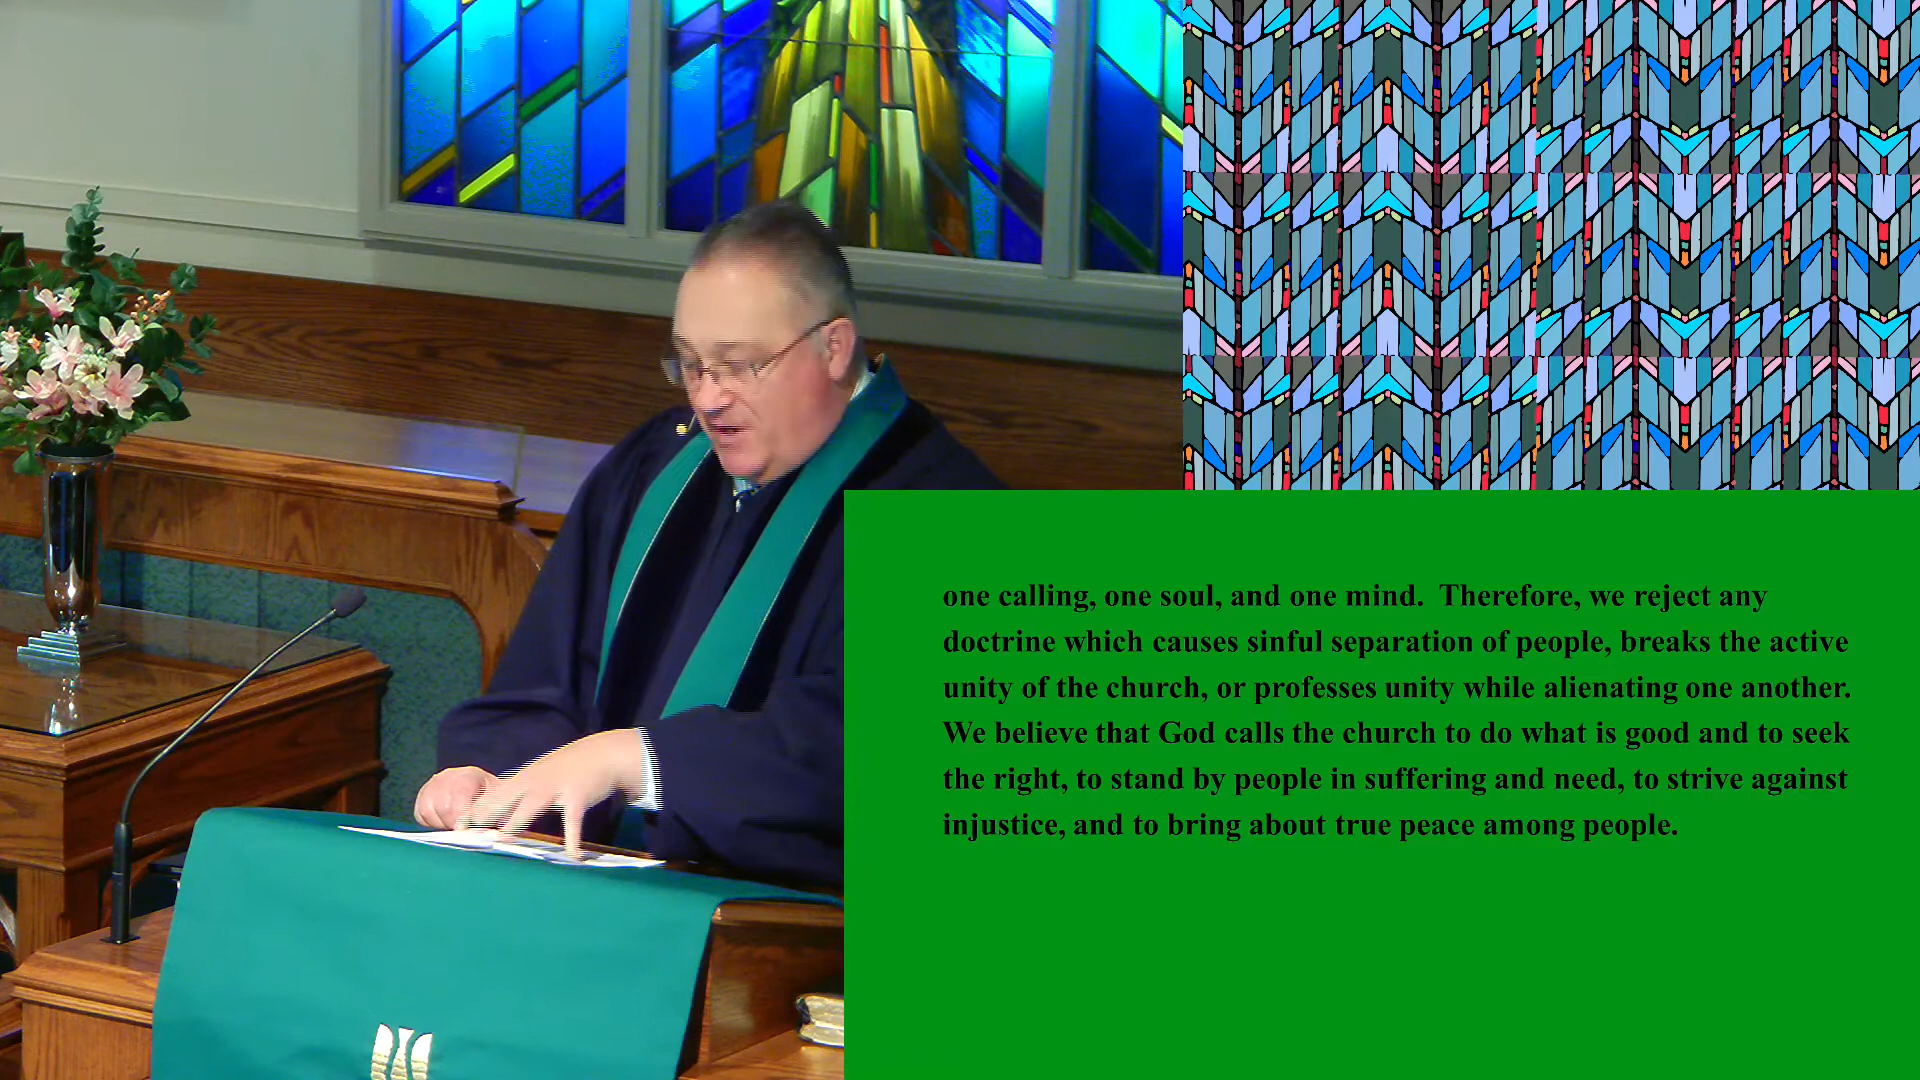 one calling, one soul, and one mind.  Therefore, we reject any
doctrine which causes sinful separation of people, breaks the active
unity of the church, or professes unity while alienating one another.
We believe that God calls the church to do what is good and to seek
the right, to stand by people in suffering and need, to strive against
injustice, and to bring about true peace among people.